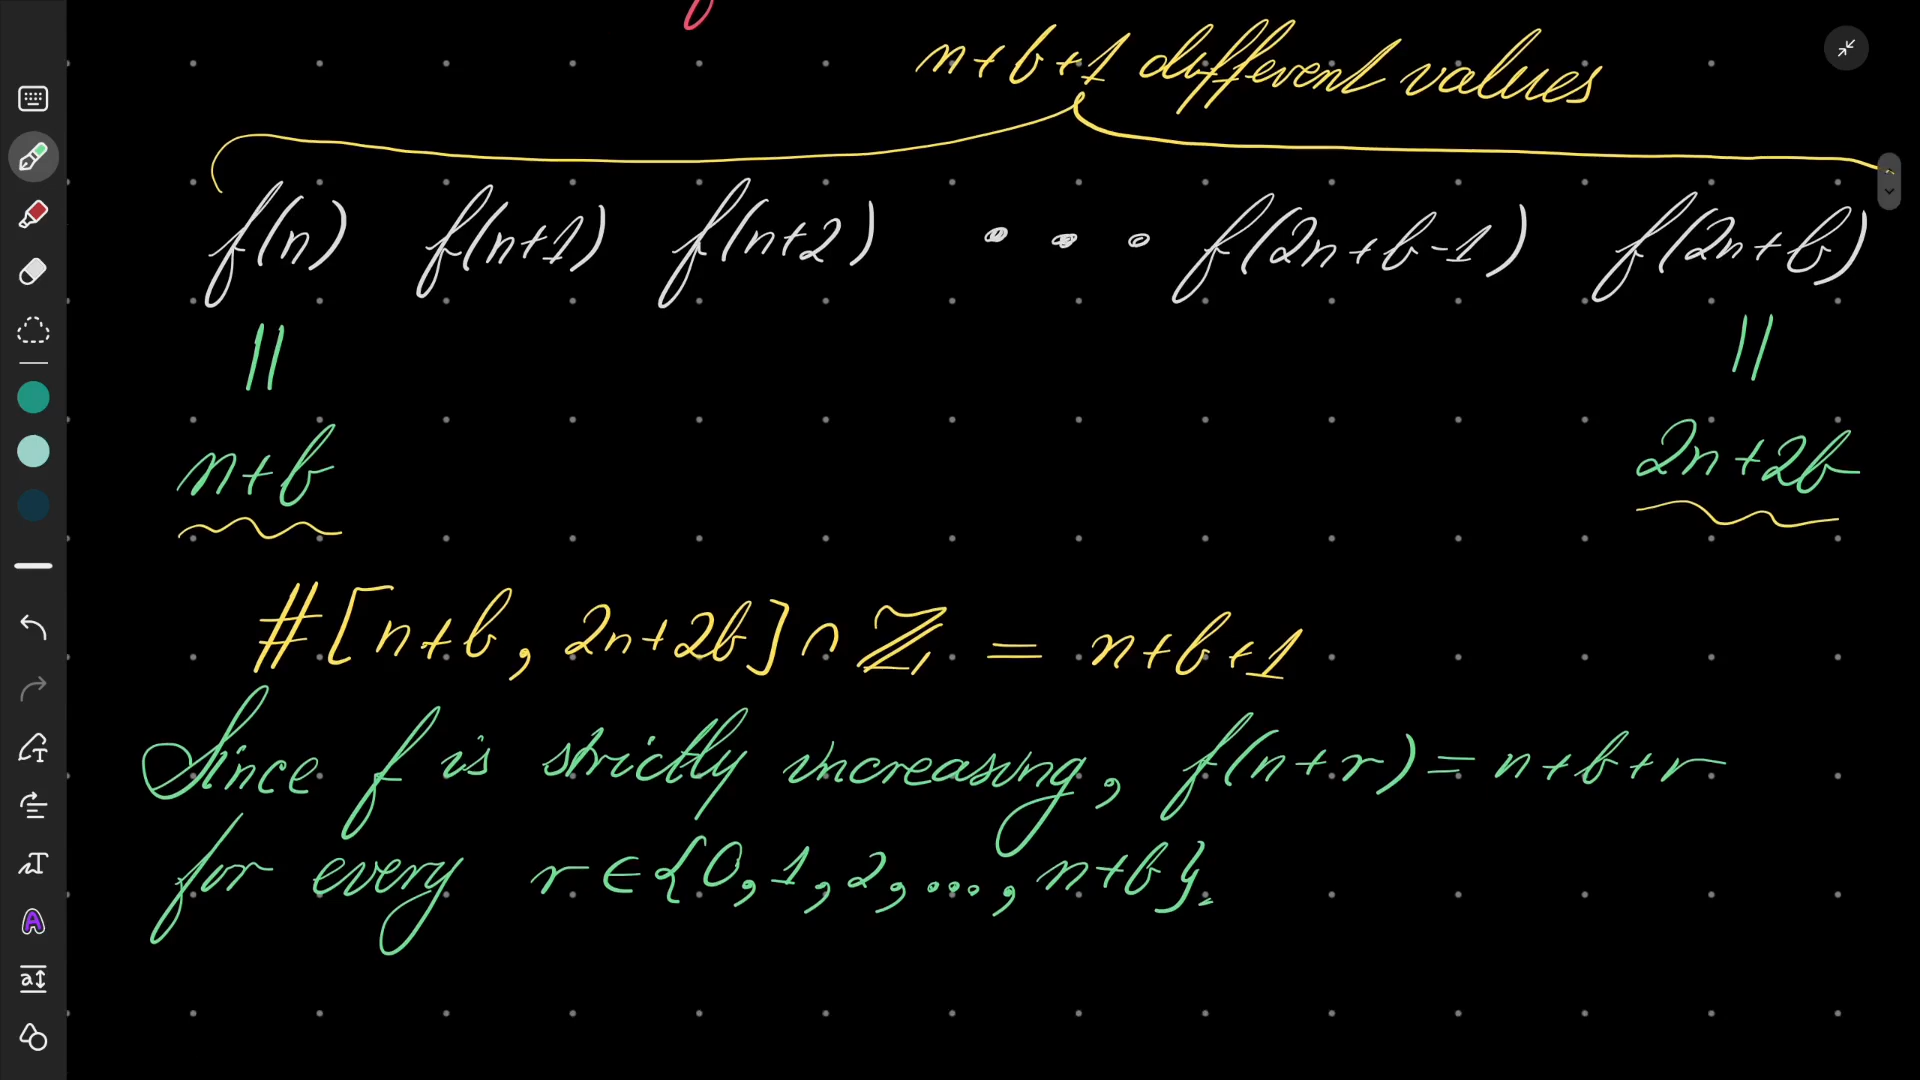 n+b+1 different values
f(n) f(n+1) f(n+2) • • • f(2n+b-1) f(2n+b)
|| ||
n+b 2n+2b
#[n+b, 2n+2b]∩ℤ = n+b+1
Since f is strictly increasing, f(n+r)=n+b+r
for every r∈{0,1,2,...,n+b}.